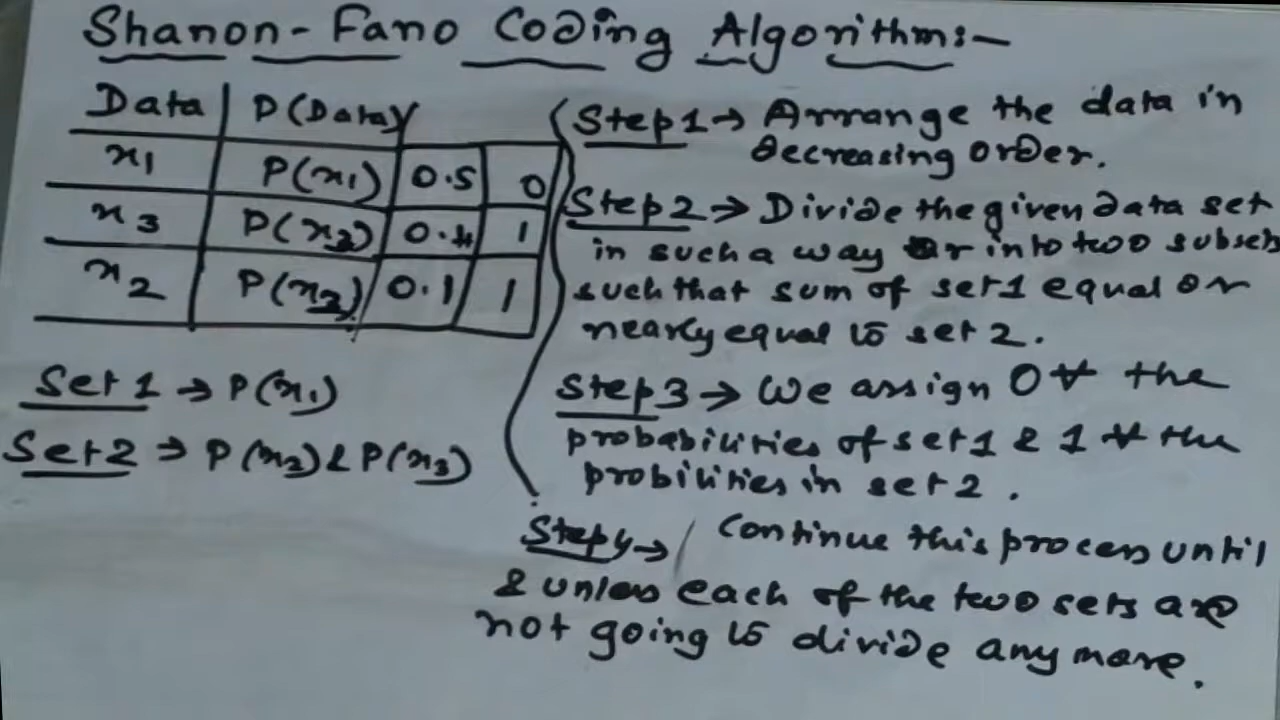 Shanon-Fano Coding Algorithm:-
Data P(Data)
x1 P(x1) 0.5 0
x3 P(x3) 0.4 1
x2 P(x2) 0.1 1
Set 1 → P(x1)
Set 2 → P(x2) & P(x3)
Step 1 → Arrange the data in
decreasing order.
Step 2 → Divide the given data set
in such a way or into two subsets
such that sum of set 1 equal or
nearly equal to set 2.
Step 3 → We assign 0 ∀ the
probabilities of set 1 & 1 ∀ the
probilities in set 2.
Step 4 → Continue this process until
& unless each of the two sets are
not going to divide any more.